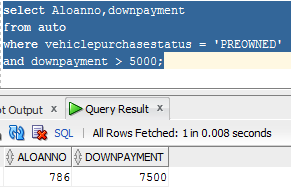 select Aloanno,downpayment
from auto
where vehiclepurchasestatus = 'PREOWNED'
and downpayment > 5000;
t Output × Query Result ×
SQL | All Rows Fetched: 1 in 0.008 seconds
ALOANNO DOWNPAYMENT
786 7500